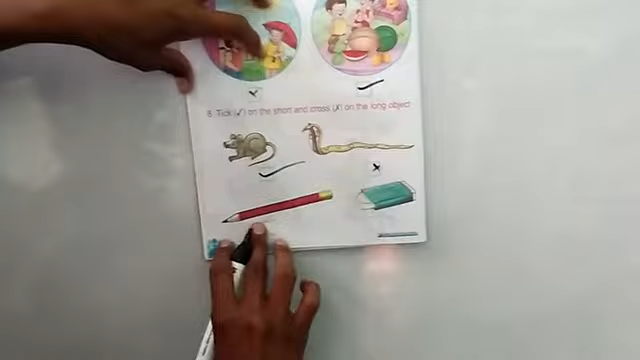 8. Tick (✓) on the short and cross (✗) on the long object